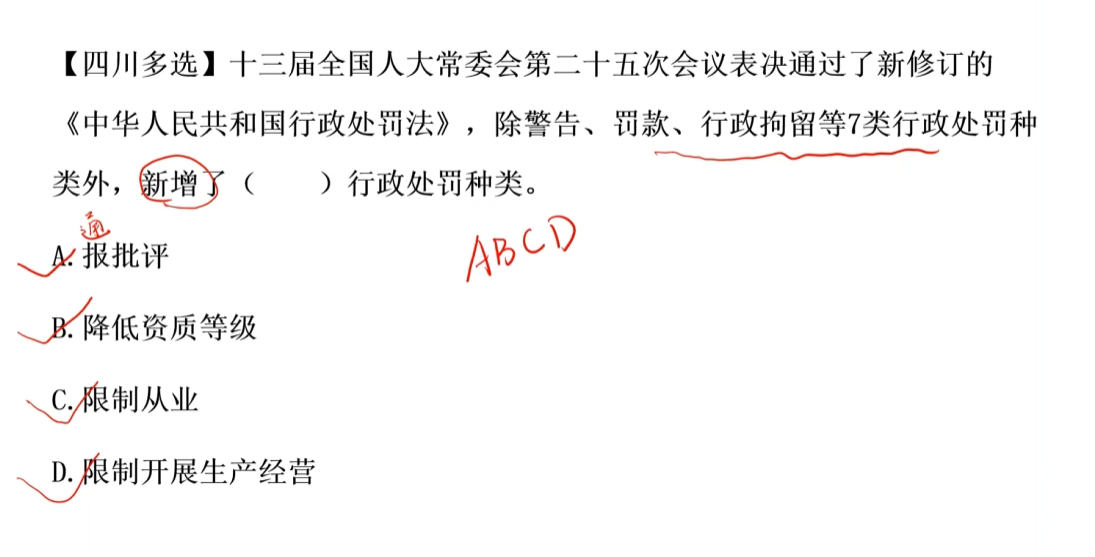 【四川多选】十三届全国人大常委会第二十五次会议表决通过了新修订的
《中华人民共和国行政处罚法》，除警告、罚款、行政拘留等7类行政处罚种
类外，新增了（　　）行政处罚种类。
通
A.报批评
ABCD
B.降低资质等级
C.限制从业
D.限制开展生产经营